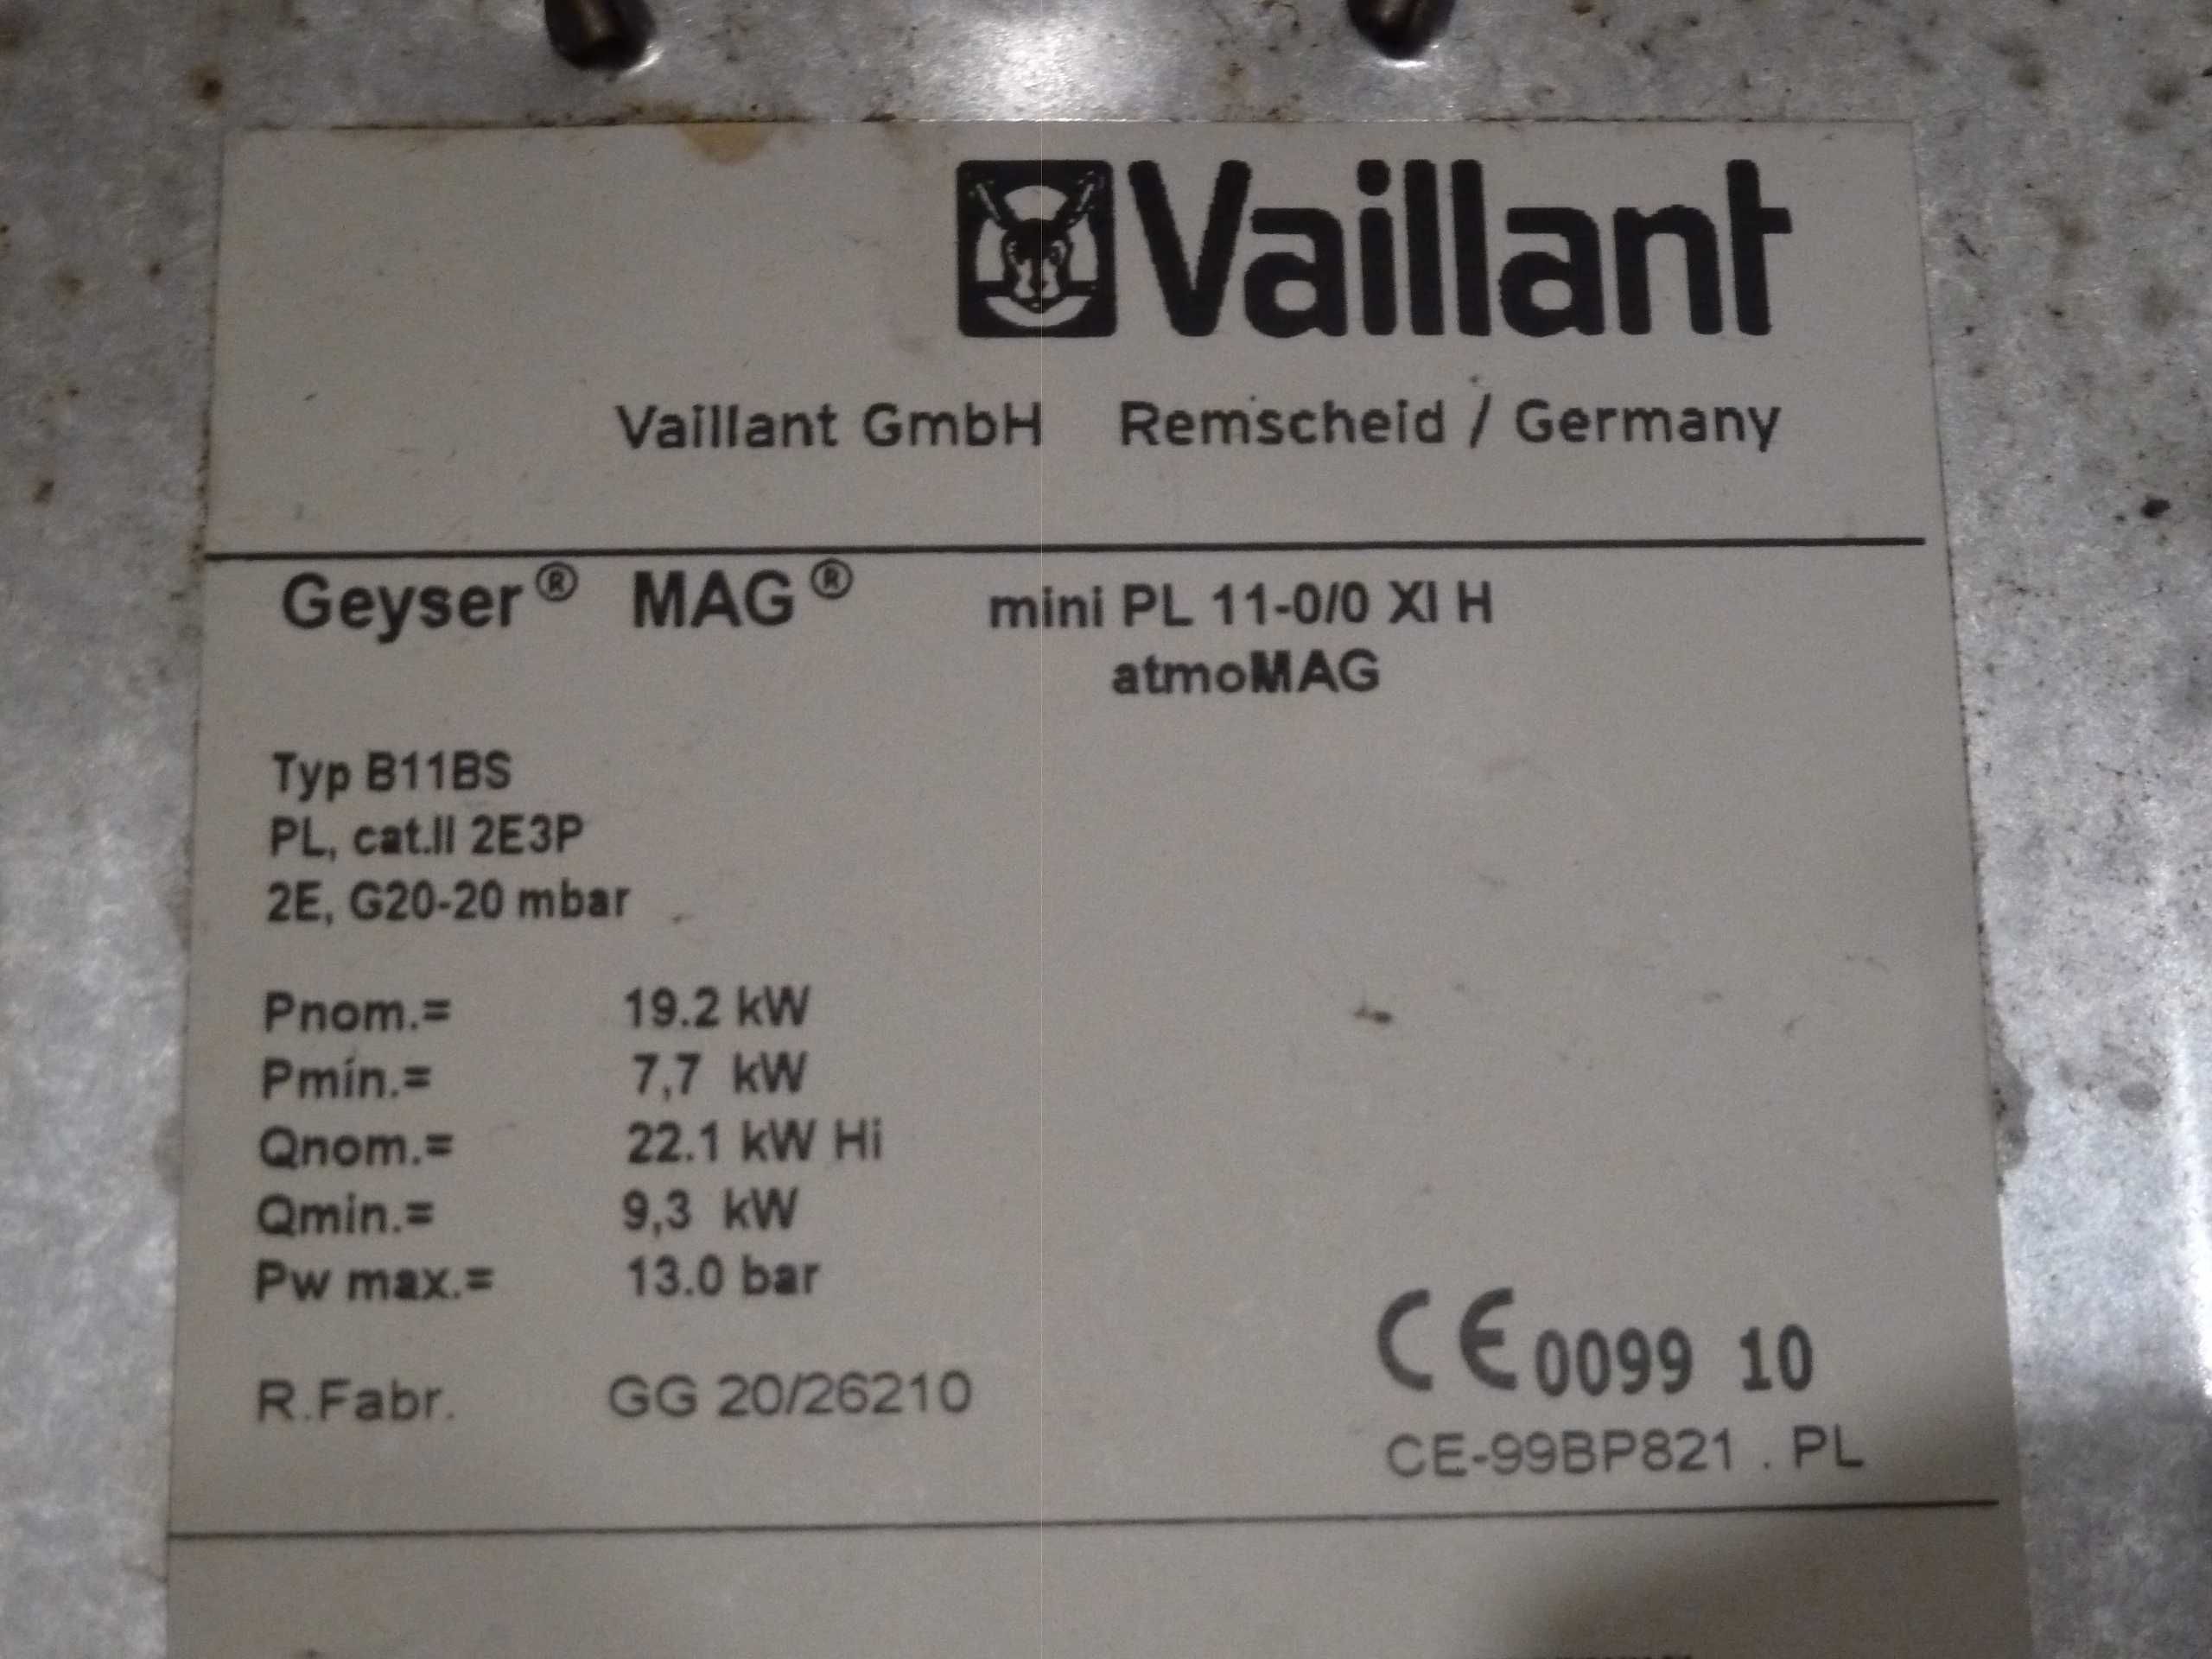 Vaillant
Vaillant GmbH Remscheid / Germany
Geyser® MAG® mini PL 11-0/0 XI H
atmoMAG
Typ B11BS
PL, cat.II 2E3P
2E, G20-20 mbar
Pnom.= 19.2 kW
Pmin.= 7,7 kW
Qnom.= 22.1 kW Hi
Qmin.= 9,3 kW
Pw max.= 13.0 bar
CE 0099 10
R.Fabr. GG 20/26210
CE-99BP821 . PL